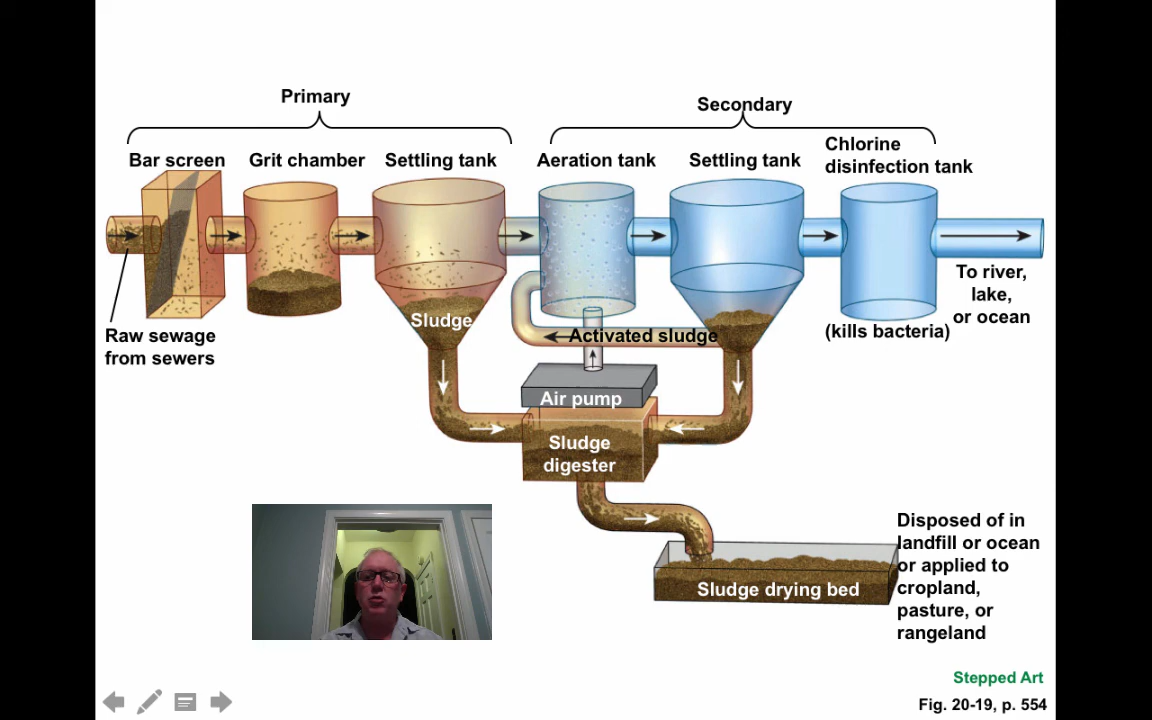 Primary
Secondary
Bar screen
Grit chamber
Settling tank
Aeration tank
Settling tank
Chlorine
disinfection tank
Raw sewage
from sewers
Sludge
Activated sludge
(kills bacteria)
To river,
lake,
or ocean
Air pump
Sludge
digester
Sludge drying bed
Disposed of in
landfill or ocean
or applied to
cropland,
pasture, or
rangeland
Stepped Art
Fig. 20-19, p. 554